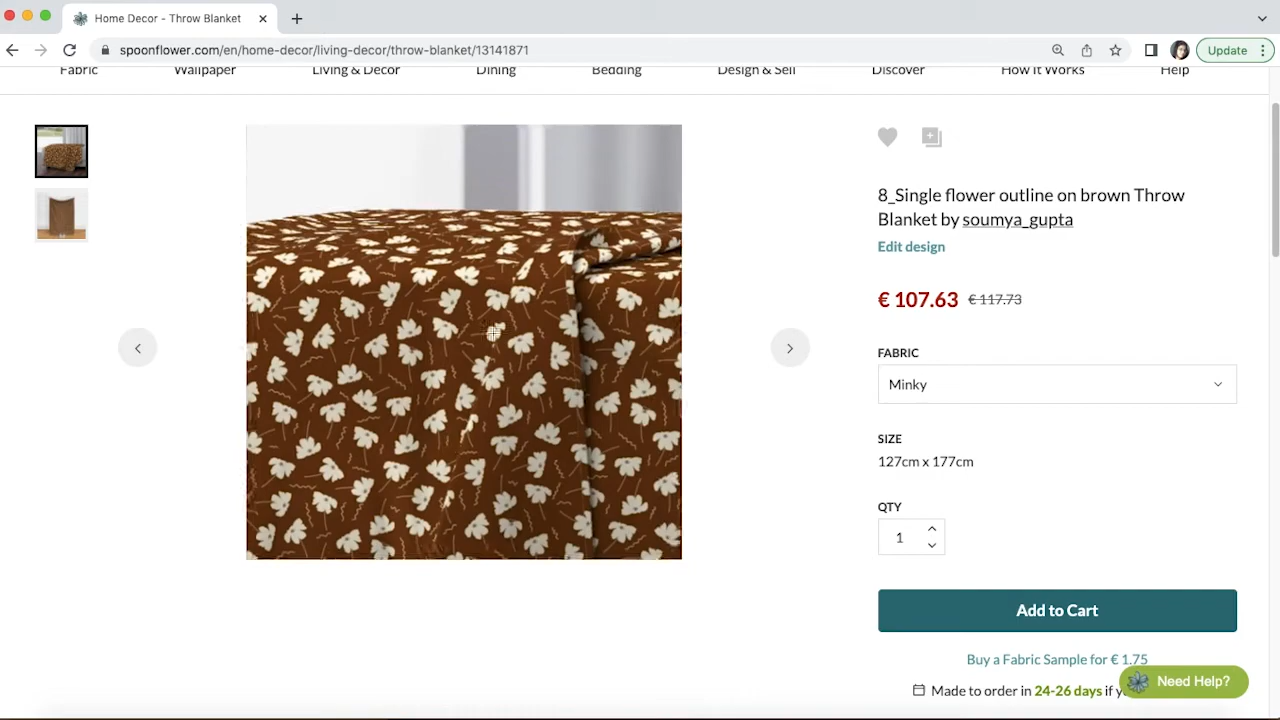 Home Decor - Throw Blanket
spoonflower.com/en/home-decor/living-decor/throw-blanket/13141871
Update
Fabric
Wallpaper
Living & Decor
Dining
Bedding
Design & Sell
Discover
How It Works
Help
8_Single flower outline on brown Throw
Blanket by soumya_gupta
Edit design
€ 107.63 € 117.73
FABRIC
Minky
SIZE
127cm x 177cm
QTY
1
Add to Cart
Buy a Fabric Sample for € 1.75
Made to order in 24-26 days if
Need Help?